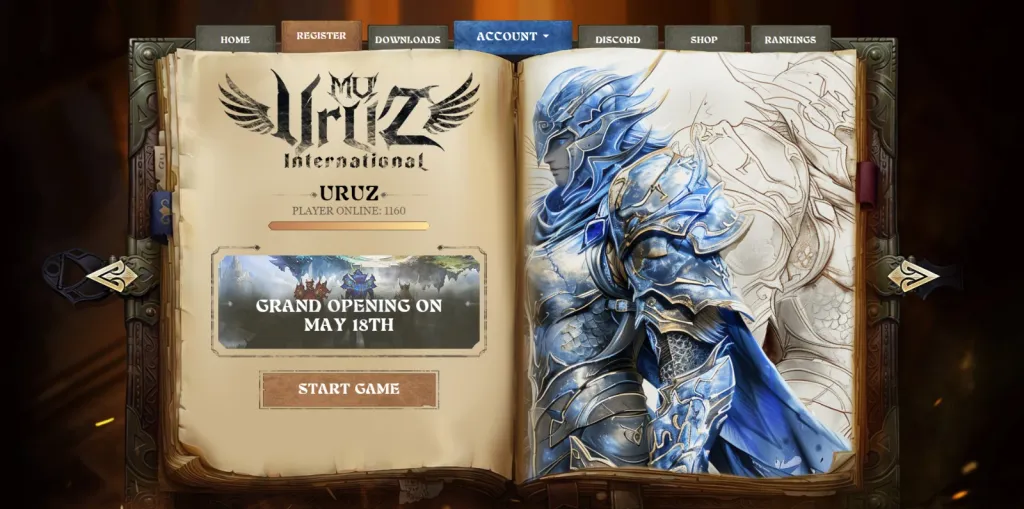 HOME
REGISTER
DOWNLOADS
ACCOUNT
DISCORD
SHOP
RANKINGS
MU
UruZ
International
URUZ
PLAYER ONLINE: 1160
GRAND OPENING ON
MAY 18TH
START GAME